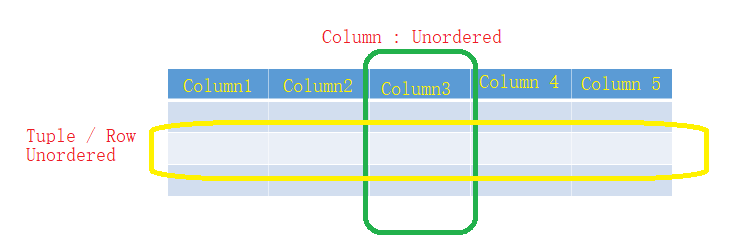 Column : Unordered
Column1 Column2 Column3 Column 4 Column 5
Tuple / Row
Unordered